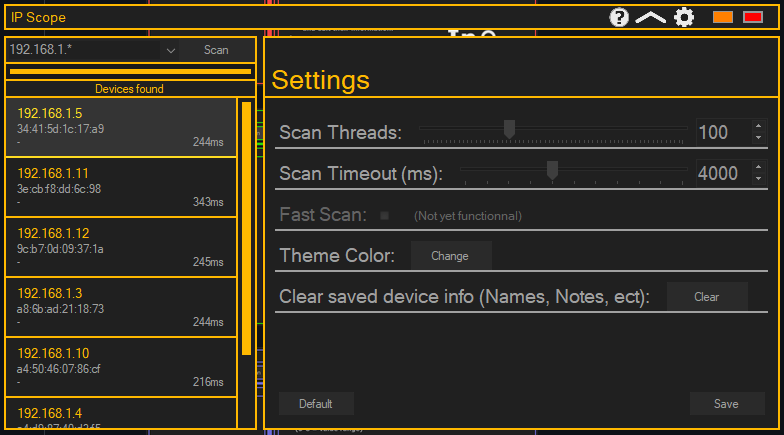 IP Scope
192.168.1.*
Scan
Devices found
192.168.1.5
34:41:5d:1c:17:a9
-
244ms
192.168.1.11
3e:cb:f8:dd:6c:98
-
343ms
192.168.1.12
9c:b7:0d:09:37:1a
-
245ms
192.168.1.3
a8:6b:ad:21:18:73
-
244ms
192.168.1.10
a4:50:46:07:86:cf
-
216ms
192.168.1.4
Settings
Scan Threads:
100
Scan Timeout (ms):
4000
Fast Scan:
(Not yet functionnal)
Theme Color:
Change
Clear saved device info (Names, Notes, ect):
Clear
Default
Save